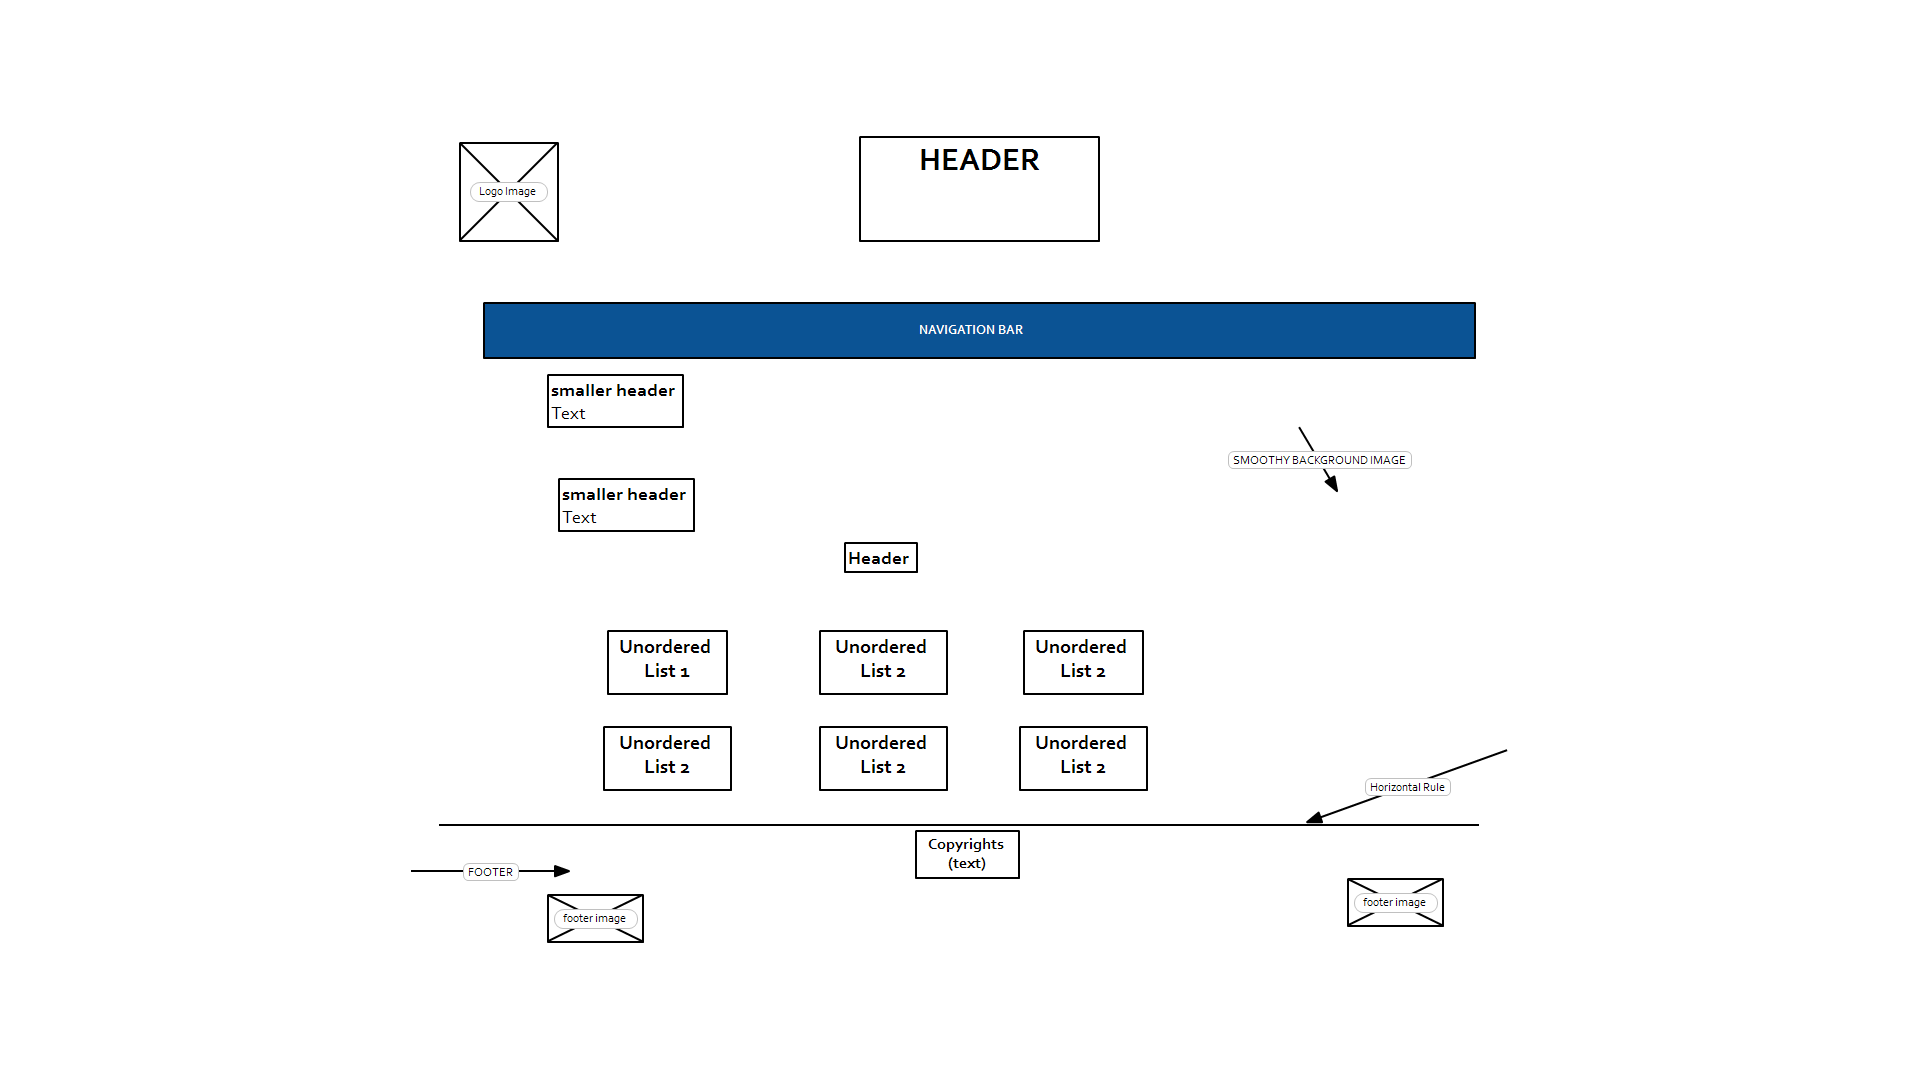 HEADER
Logo Image
NAVIGATION BAR
smaller header
Text
SMOOTHY BACKGROUND IMAGE
smaller header
Text
Header
Unordered
List 1
Unordered
List 2
Unordered
List 2
Unordered
List 2
Unordered
List 2
Unordered
List 2
Horizontal Rule
Copyrights
(text)
FOOTER
footer image
footer image